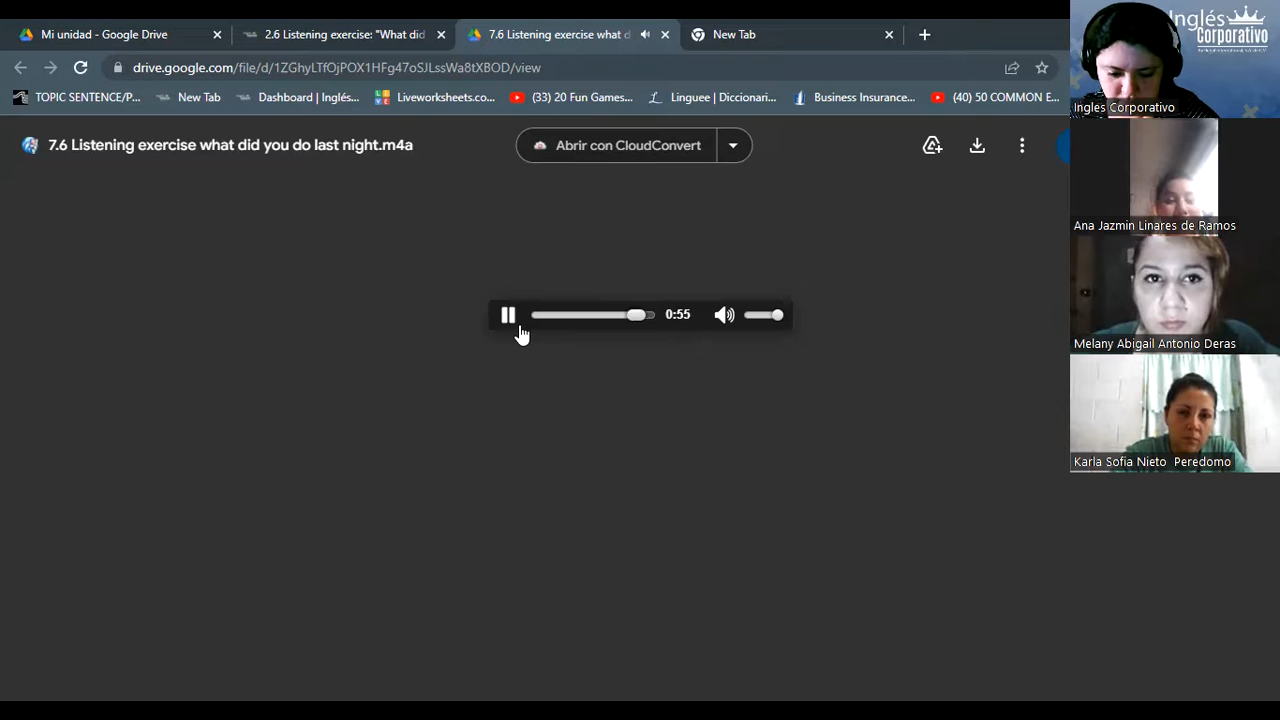 Mi unidad - Google Drive
2.6 Listening exercise: "What did
7.6 Listening exercise what d
New Tab
drive.google.com/file/d/1ZGhyLTfOjPOX1HFg47oSJLssWa8tXBOD/view
TOPIC SENTENCE/P...
New Tab
Dashboard | Inglés...
Liveworksheets.co...
(33) 20 Fun Games...
Linguee | Diccionari...
Business Insurance...
(40) 50 COMMON E...
7.6 Listening exercise what did you do last night.m4a
Abrir con CloudConvert
0:55
Inglés
Corporativo
Ingles Corporativo
Ana Jazmin Linares de Ramos
Melany Abigail Antonio Deras
Karla Sofia Nieto Peredomo